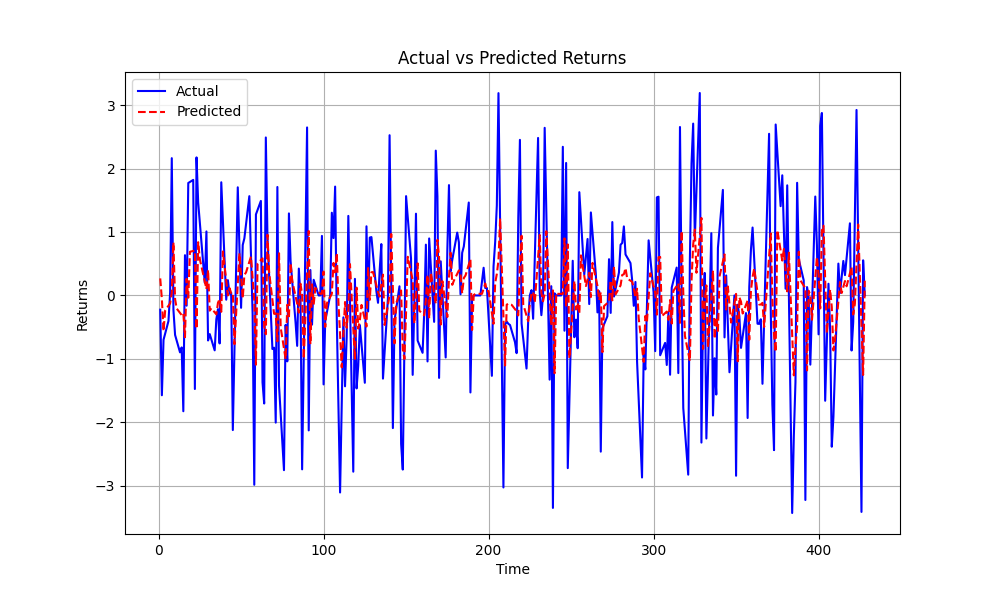 Actual vs Predicted Returns
Actual
Predicted
3
2
1
0
−1
−2
−3
Returns
0 100 200 300 400
Time